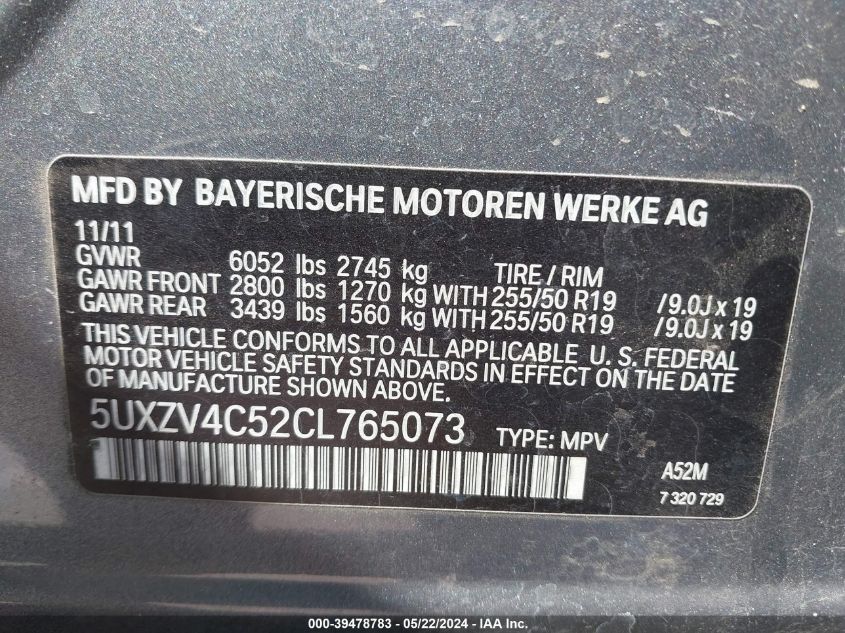 MFD BY BAYERISCHE MOTOREN WERKE AG
11/11
GVWR 6052 lbs 2745 kg TIRE / RIM
GAWR FRONT 2800 lbs 1270 kg WITH 255/50 R19 /9.0J x 19
GAWR REAR 3439 lbs 1560 kg WITH 255/50 R19 /9.0J x 19
THIS VEHICLE CONFORMS TO ALL APPLICABLE U. S. FEDERAL
MOTOR VEHICLE SAFETY STANDARDS IN EFFECT ON THE DATE
OF MANUFACTURE SHOWN ABOVE.
5UXZV4C52CL765073 TYPE: MPV
A52M
7 320 729
000-39478783 - 05/22/2024 - IAA Inc.